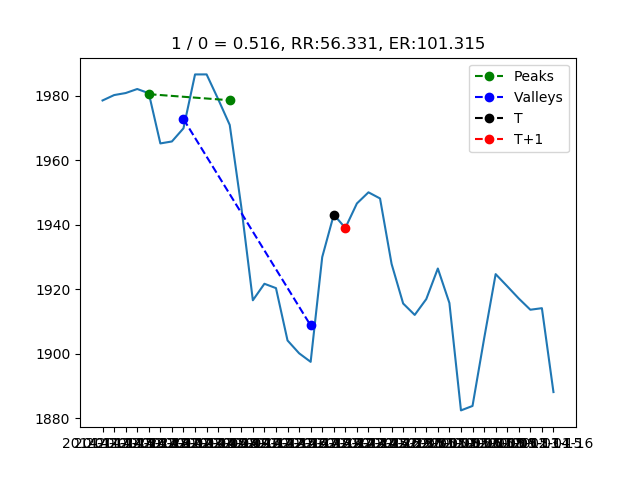 1 / 0 = 0.516, RR:56.331, ER:101.315
Peaks
Valleys
T
T+1
1980
1960
1940
1920
1900
1880